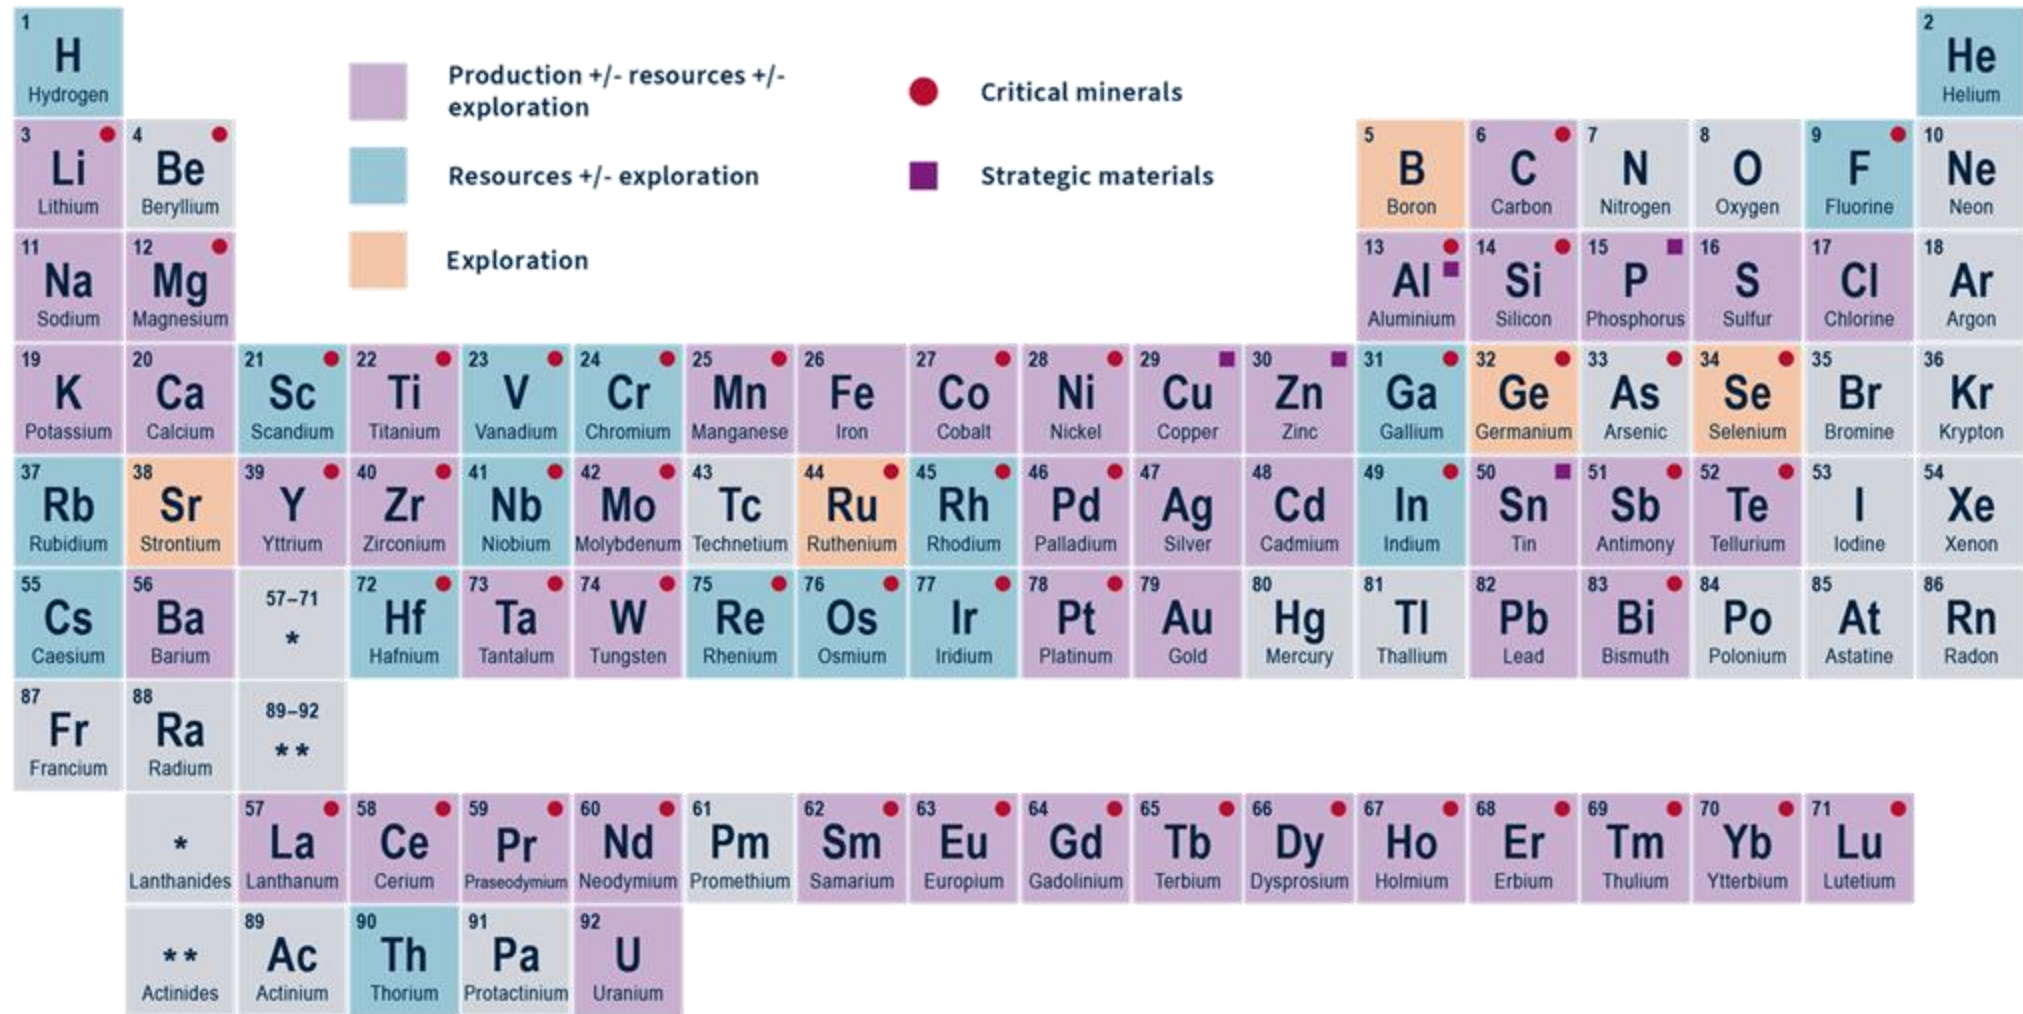 1
H
Hydrogen
2
He
Helium
Production +/- resources +/-
exploration
Critical minerals
Resources +/- exploration
Strategic materials
Exploration
3
Li
Lithium
4
Be
Beryllium
5
B
Boron
6
C
Carbon
7
N
Nitrogen
8
O
Oxygen
9
F
Fluorine
10
Ne
Neon
11
Na
Sodium
12
Mg
Magnesium
13
Al
Aluminium
14
Si
Silicon
15
P
Phosphorus
16
S
Sulfur
17
Cl
Chlorine
18
Ar
Argon
19
K
Potassium
20
Ca
Calcium
21
Sc
Scandium
22
Ti
Titanium
23
V
Vanadium
24
Cr
Chromium
25
Mn
Manganese
26
Fe
Iron
27
Co
Cobalt
28
Ni
Nickel
29
Cu
Copper
30
Zn
Zinc
31
Ga
Gallium
32
Ge
Germanium
33
As
Arsenic
34
Se
Selenium
35
Br
Bromine
36
Kr
Krypton
37
Rb
Rubidium
38
Sr
Strontium
39
Y
Yttrium
40
Zr
Zirconium
41
Nb
Niobium
42
Mo
Molybdenum
43
Tc
Technetium
44
Ru
Ruthenium
45
Rh
Rhodium
46
Pd
Palladium
47
Ag
Silver
48
Cd
Cadmium
49
In
Indium
50
Sn
Tin
51
Sb
Antimony
52
Te
Tellurium
53
I
Iodine
54
Xe
Xenon
55
Cs
Caesium
56
Ba
Barium
57–71
*
72
Hf
Hafnium
73
Ta
Tantalum
74
W
Tungsten
75
Re
Rhenium
76
Os
Osmium
77
Ir
Iridium
78
Pt
Platinum
79
Au
Gold
80
Hg
Mercury
81
Tl
Thallium
82
Pb
Lead
83
Bi
Bismuth
84
Po
Polonium
85
At
Astatine
86
Rn
Radon
87
Fr
Francium
88
Ra
Radium
89–92
**
*
Lanthanides
57
La
Lanthanum
58
Ce
Cerium
59
Pr
Praseodymium
60
Nd
Neodymium
61
Pm
Promethium
62
Sm
Samarium
63
Eu
Europium
64
Gd
Gadolinium
65
Tb
Terbium
66
Dy
Dysprosium
67
Ho
Holmium
68
Er
Erbium
69
Tm
Thulium
70
Yb
Ytterbium
71
Lu
Lutetium
**
Actinides
89
Ac
Actinium
90
Th
Thorium
91
Pa
Protactinium
92
U
Uranium